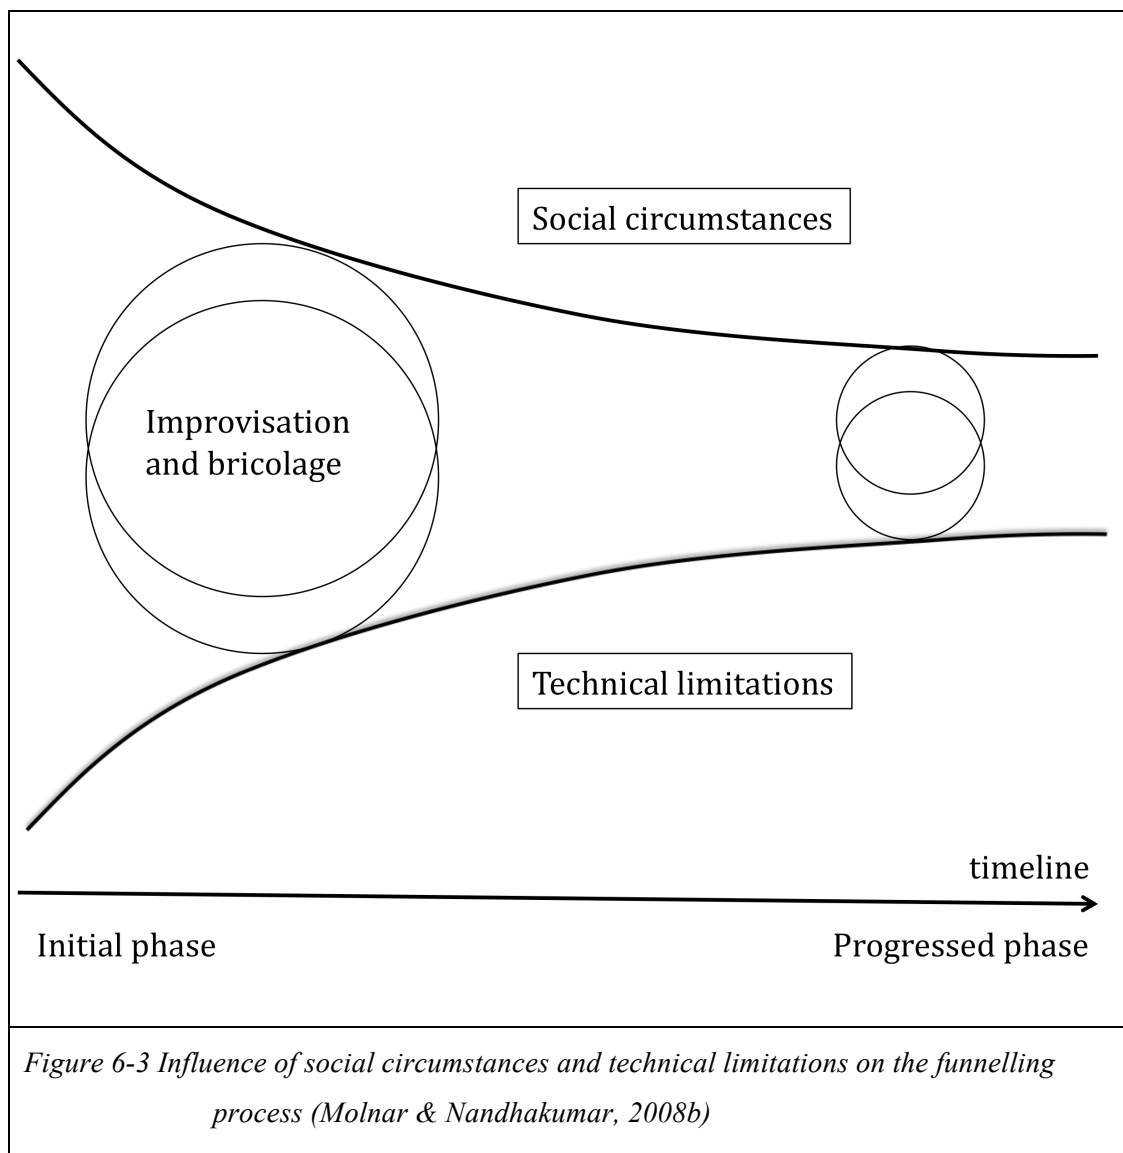 Social circumstances
Improvisation
and bricolage
Technical limitations
timeline
Initial phase
Progressed phase
Figure 6-3 Influence of social circumstances and technical limitations on the funnelling
process (Molnar & Nandhakumar, 2008b)